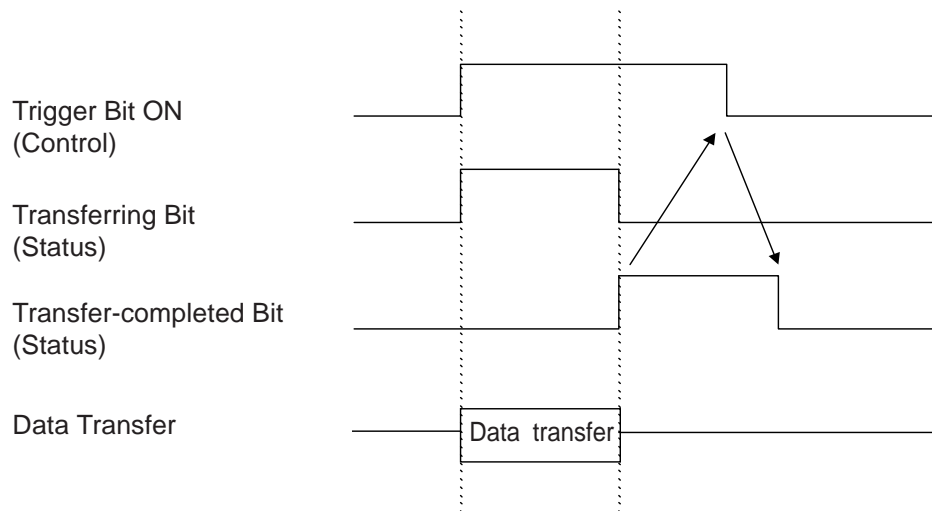 Trigger Bit ON
(Control)
Transferring Bit
(Status)
Transfer-completed Bit
(Status)
Data Transfer
Data transfer